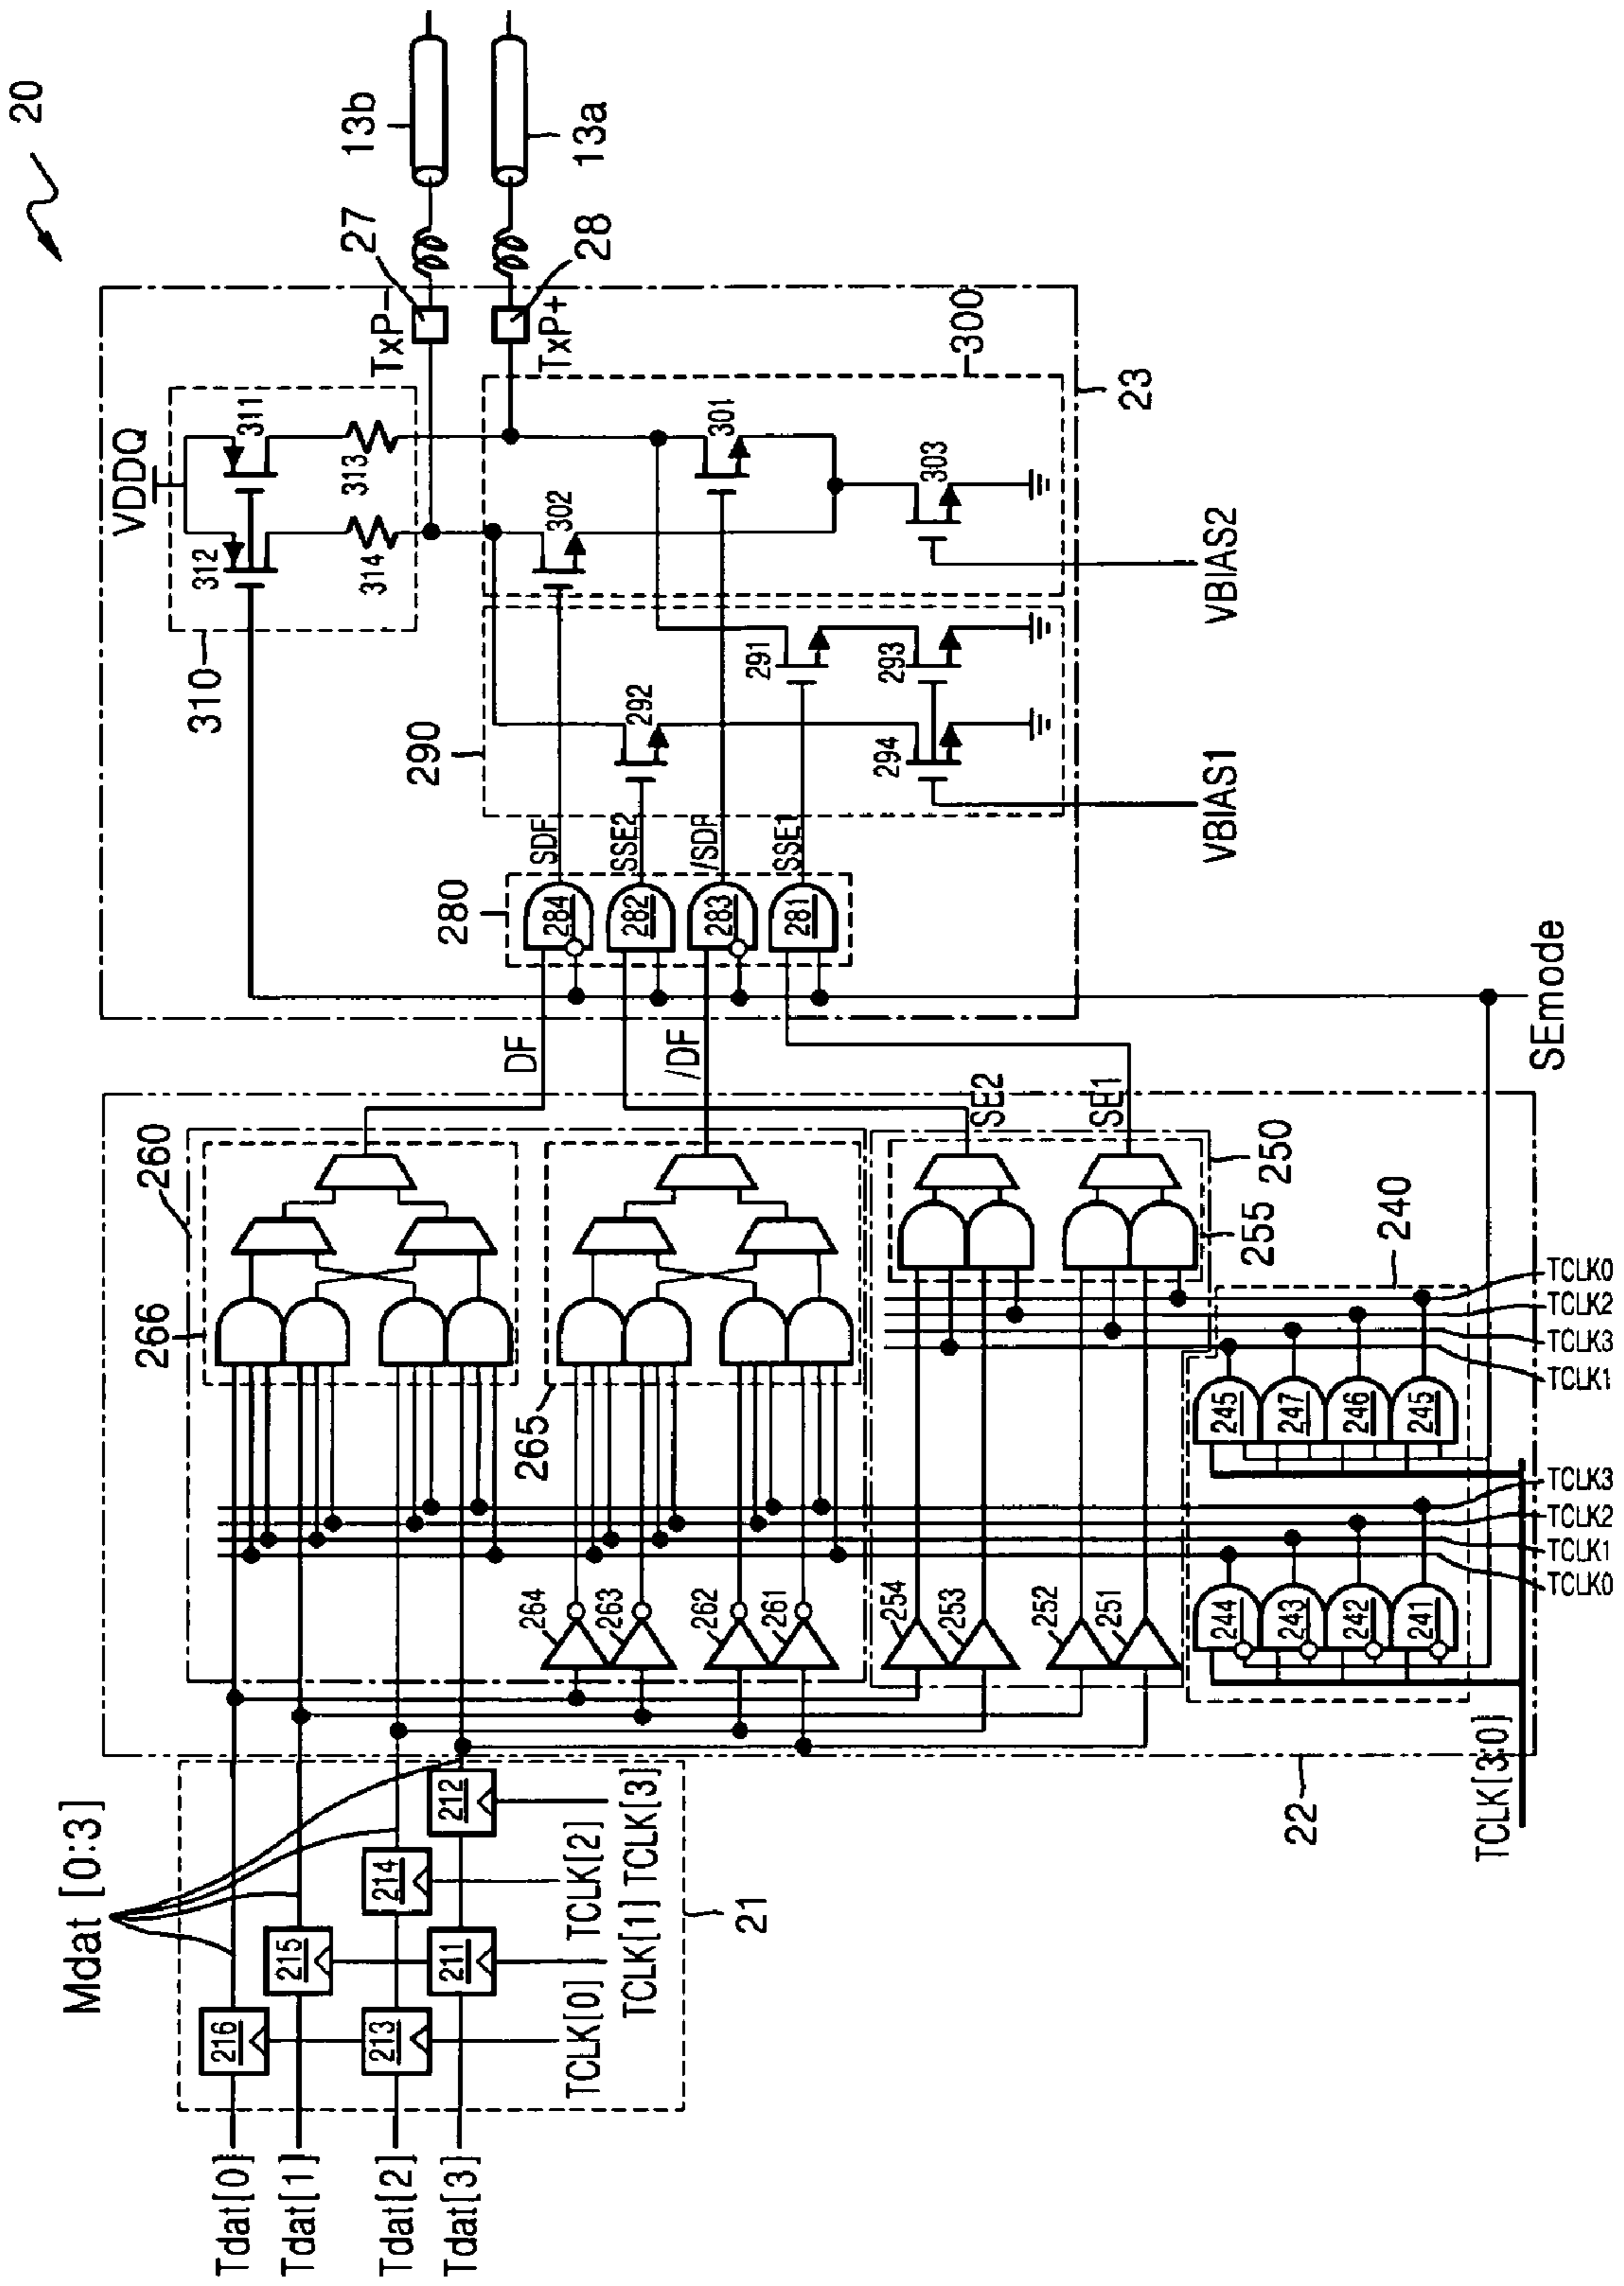 20
13b
13a
27
28
TxP-
TxP+
VDDQ
311
312
313
314
310
300
301
302
303
23
290
291
292
293
294
VBIAS2
VBIAS1
280
SDF
SSE2
/SDF
SSE1
284
282
283
281
SEmode
DF
/DF
SE2
SE1
260
266
265
250
255
240
TCLK0
TCLK2
TCLK3
TCLK1
245
247
246
245
TCLK3
TCLK2
TCLK1
TCLK0
264
263
262
261
254
253
252
251
244
243
242
241
22
TCLK[3:0]
Mdat [0:3]
212
214
215
211
216
213
TCLK[3]
TCLK[2]
TCLK[1]
TCLK[0]
21
Tdat[0]
Tdat[1]
Tdat[2]
Tdat[3]